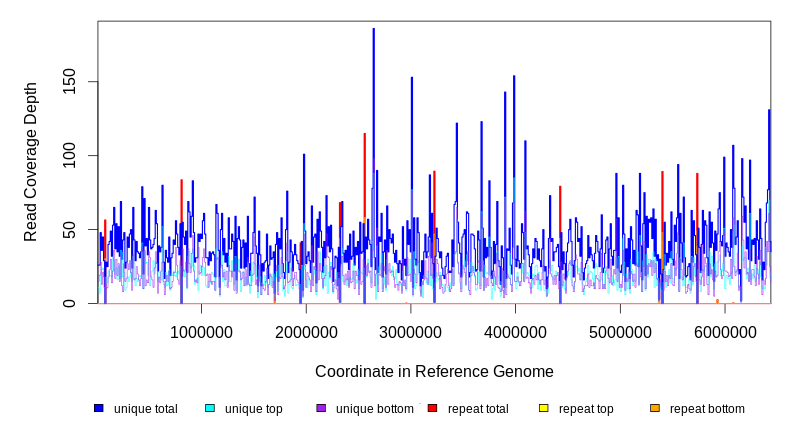 Read Coverage Depth
150
100
50
0
1000000 2000000 3000000 4000000 5000000 6000000
Coordinate in Reference Genome
unique total unique top unique bottom repeat total repeat top repeat bottom